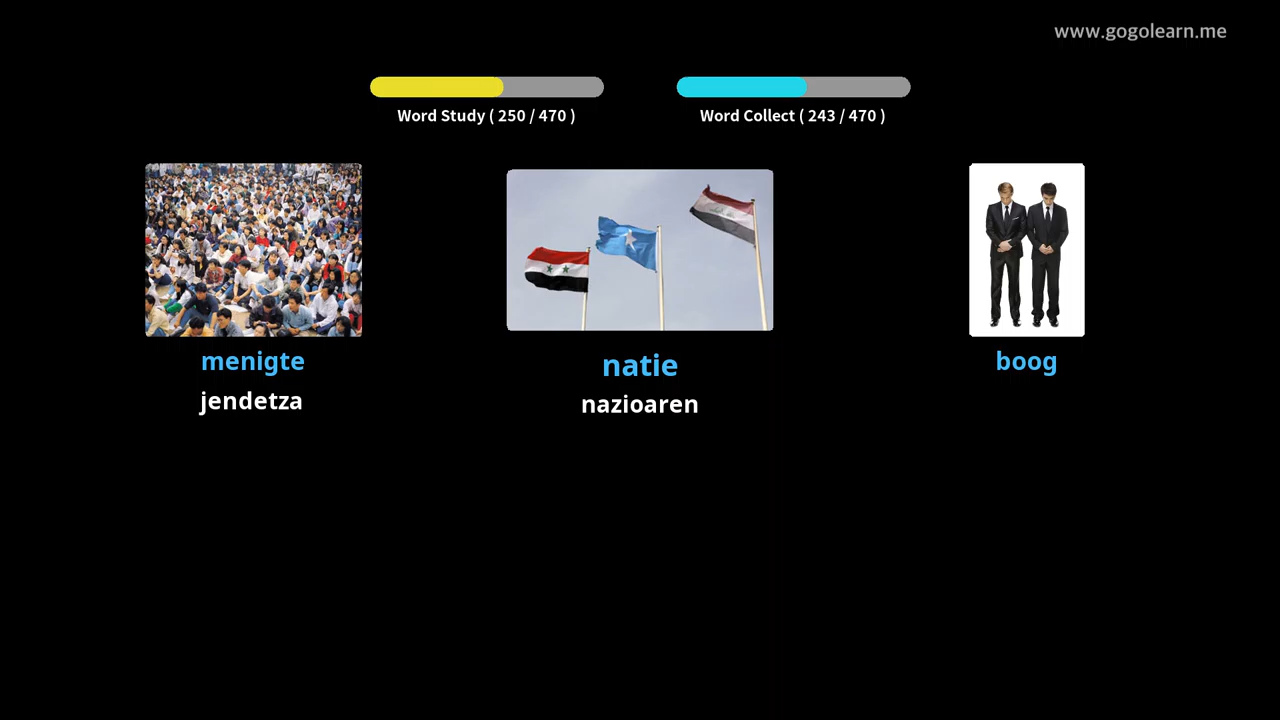 www.gogolearn.me
Word Study ( 250 / 470 )
Word Collect ( 243 / 470 )
menigte
jendetza
natie
nazioaren
boog